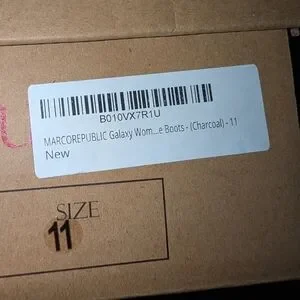 B010VX7R1U
MARCOREPUBLIC Galaxy Wom...e Boots - (Charcoal) - 11
New
SIZE
11